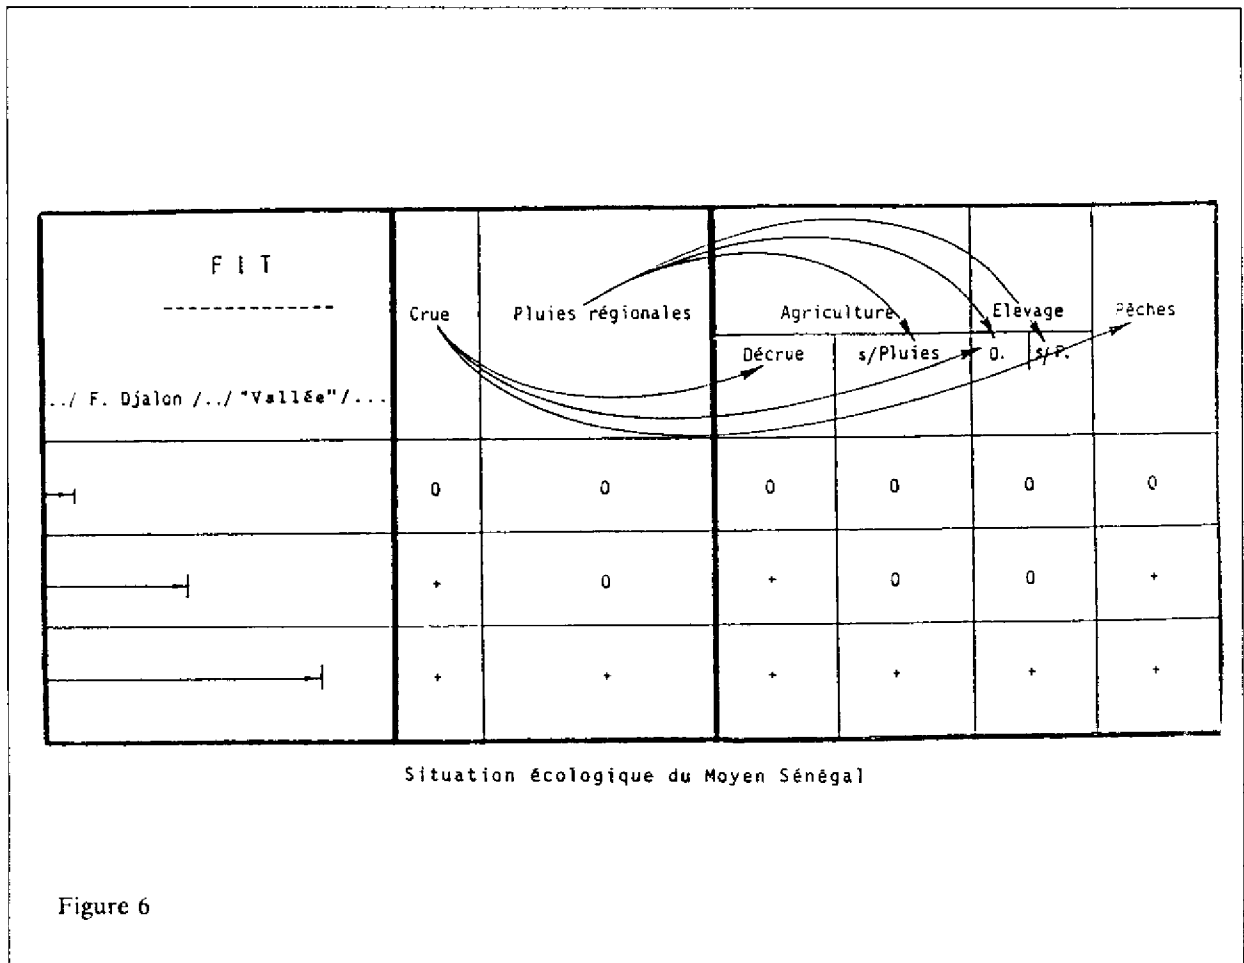 F I T
--------------
Crue
Pluies régionales
Agriculture
Elevage
Pêches
Décrue
s/Pluies
O.
s/P.
../ F. Djalon /../ "Vallée"/...
0 0 0 0 0 0
+ 0 + 0 0 +
+ + + + + +
Situation écologique du Moyen Sénégal
Figure 6